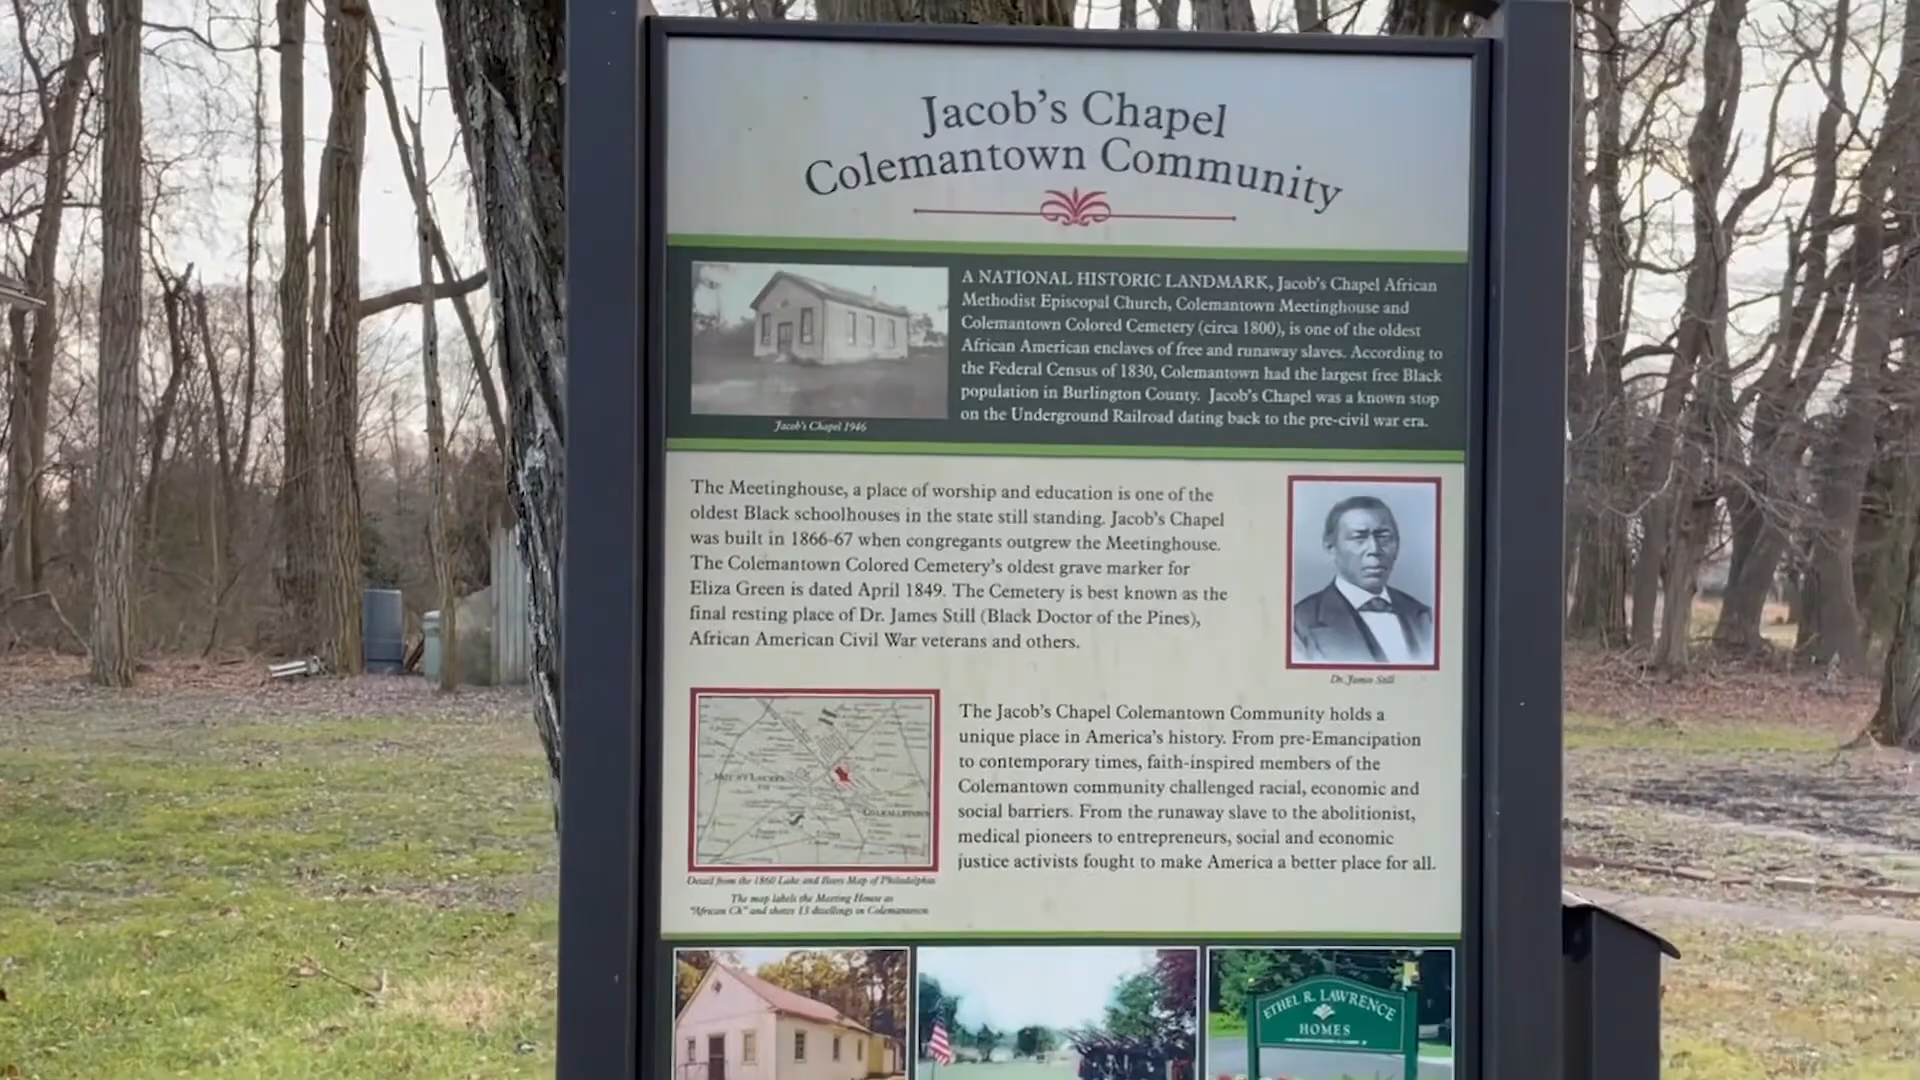 Jacob's Chapel
Colemantown Community
A NATIONAL HISTORIC LANDMARK, Jacob's Chapel African
Methodist Episcopal Church, Colemantown Meetinghouse and
Colemantown Colored Cemetery (circa 1800), is one of the oldest
African American enclaves of free and runaway slaves. According to
the Federal Census of 1830, Colemantown had the largest free Black
population in Burlington County. Jacob's Chapel was a known stop
on the Underground Railroad dating back to the pre-civil war era.
Jacob's Chapel 1946
The Meetinghouse, a place of worship and education is one of the
oldest Black schoolhouses in the state still standing. Jacob's Chapel
was built in 1866-67 when congregants outgrew the Meetinghouse.
The Colemantown Colored Cemetery's oldest grave marker for
Eliza Green is dated April 1849. The Cemetery is best known as the
final resting place of Dr. James Still (Black Doctor of the Pines),
African American Civil War veterans and others.
Dr. James Still
The Jacob's Chapel Colemantown Community holds a
unique place in America's history. From pre-Emancipation
to contemporary times, faith-inspired members of the
Colemantown community challenged racial, economic and
social barriers. From the runaway slave to the abolitionist,
medical pioneers to entrepreneurs, social and economic
justice activists fought to make America a better place for all.
MOUNT LAUREL
COLEMANTOWN
Detail from the 1860 Lake and Beers Map of Philadelphia
The map labels the Meeting House as
"African Ch" and shows 13 dwellings in Colemantown
ETHEL R. LAWRENCE
HOMES